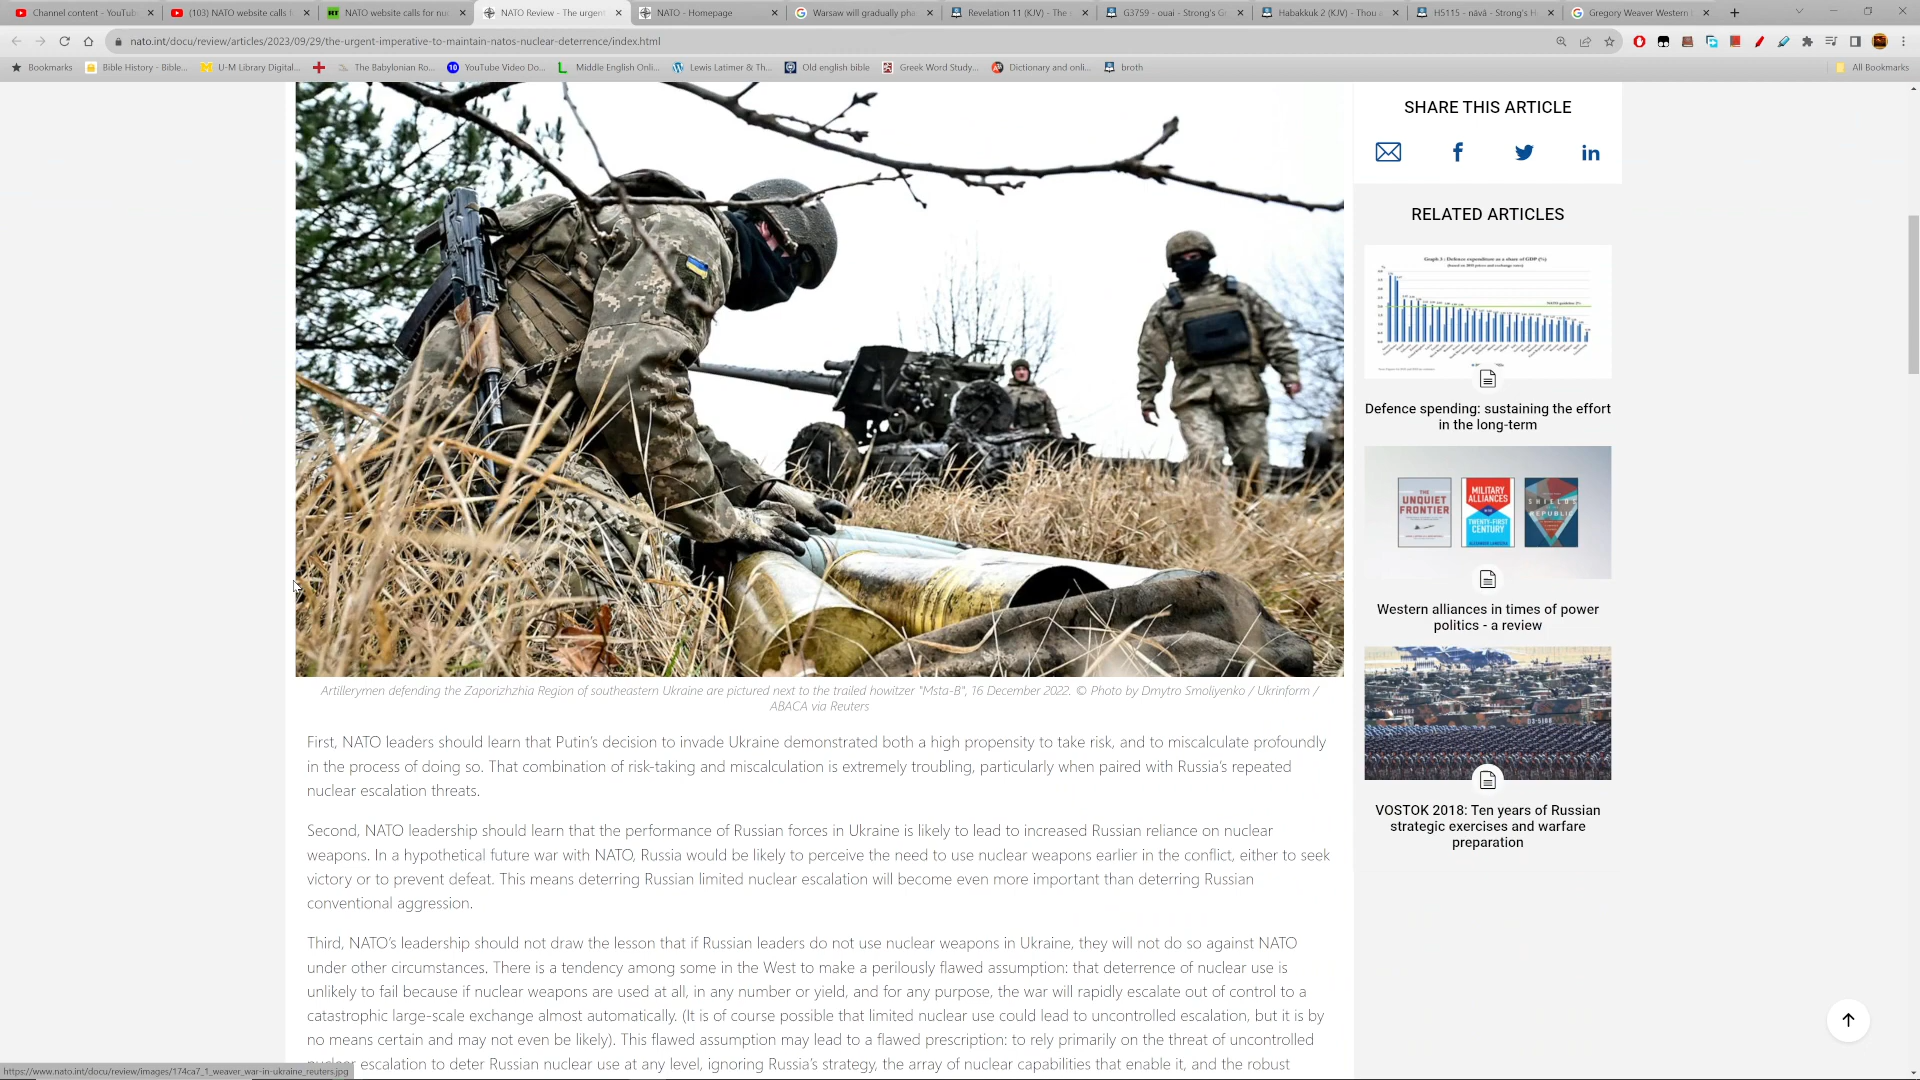 Channel content - YouTub
(103) NATO website calls f
NATO website calls for nuc
NATO Review - The urgent
NATO - Homepage
Warsaw will gradually pha
Revelation 11 (KJV) - The
G3759 - ouai - Strong's Gr
Habakkuk 2 (KJV) - Thou
H5115 - nāvâ - Strong's H
Gregory Weaver Western
nato.int/docu/review/articles/2023/09/29/the-urgent-imperative-to-maintain-natos-nuclear-deterrence/index.html
Bookmarks
Bible History - Bible...
U-M Library Digital...
The Babylonian Ro...
YouTube Video Do...
Middle English Onli...
Lewis Latimer & Th...
Old english bible
Greek Word Study...
Dictionary and onli...
broth
All Bookmarks
SHARE THIS ARTICLE
RELATED ARTICLES
Graph 3 : Defence expenditure as a share of GDP (%)
Defence spending: sustaining the effort
in the long-term
THE
UNQUIET
FRONTIER
MILITARY
ALLIANCES
IN THE
TWENTY-FIRST
CENTURY
SHIELDS
REPUBLIC
Western alliances in times of power
politics - a review
VOSTOK 2018: Ten years of Russian
strategic exercises and warfare
preparation
Artillerymen defending the Zaporizhzhia Region of southeastern Ukraine are pictured next to the trailed howitzer "Msta-B", 16 December 2022. © Photo by Dmytro Smoliyenko / Ukrinform /
ABACA via Reuters
First, NATO leaders should learn that Putin's decision to invade Ukraine demonstrated both a high propensity to take risk, and to miscalculate profoundly
in the process of doing so. That combination of risk-taking and miscalculation is extremely troubling, particularly when paired with Russia's repeated
nuclear escalation threats.
Second, NATO leadership should learn that the performance of Russian forces in Ukraine is likely to lead to increased Russian reliance on nuclear
weapons. In a hypothetical future war with NATO, Russia would be likely to perceive the need to use nuclear weapons earlier in the conflict, either to seek
victory or to prevent defeat. This means deterring Russian limited nuclear escalation will become even more important than deterring Russian
conventional aggression.
Third, NATO's leadership should not draw the lesson that if Russian leaders do not use nuclear weapons in Ukraine, they will not do so against NATO
under other circumstances. There is a tendency among some in the West to make a perilously flawed assumption: that deterrence of nuclear use is
unlikely to fail because if nuclear weapons are used at all, in any number or yield, and for any purpose, the war will rapidly escalate out of control to a
catastrophic large-scale exchange almost automatically. (It is of course possible that limited nuclear use could lead to uncontrolled escalation, but it is by
no means certain and may not even be likely). This flawed assumption may lead to a flawed prescription: to rely primarily on the threat of uncontrolled
nuclear escalation to deter Russian nuclear use at any level, ignoring Russia's strategy, the array of nuclear capabilities that enable it, and the robust
https://www.nato.int/docu/review/images/174ca7_1_weaver_war-in-ukraine_reuters.jpg